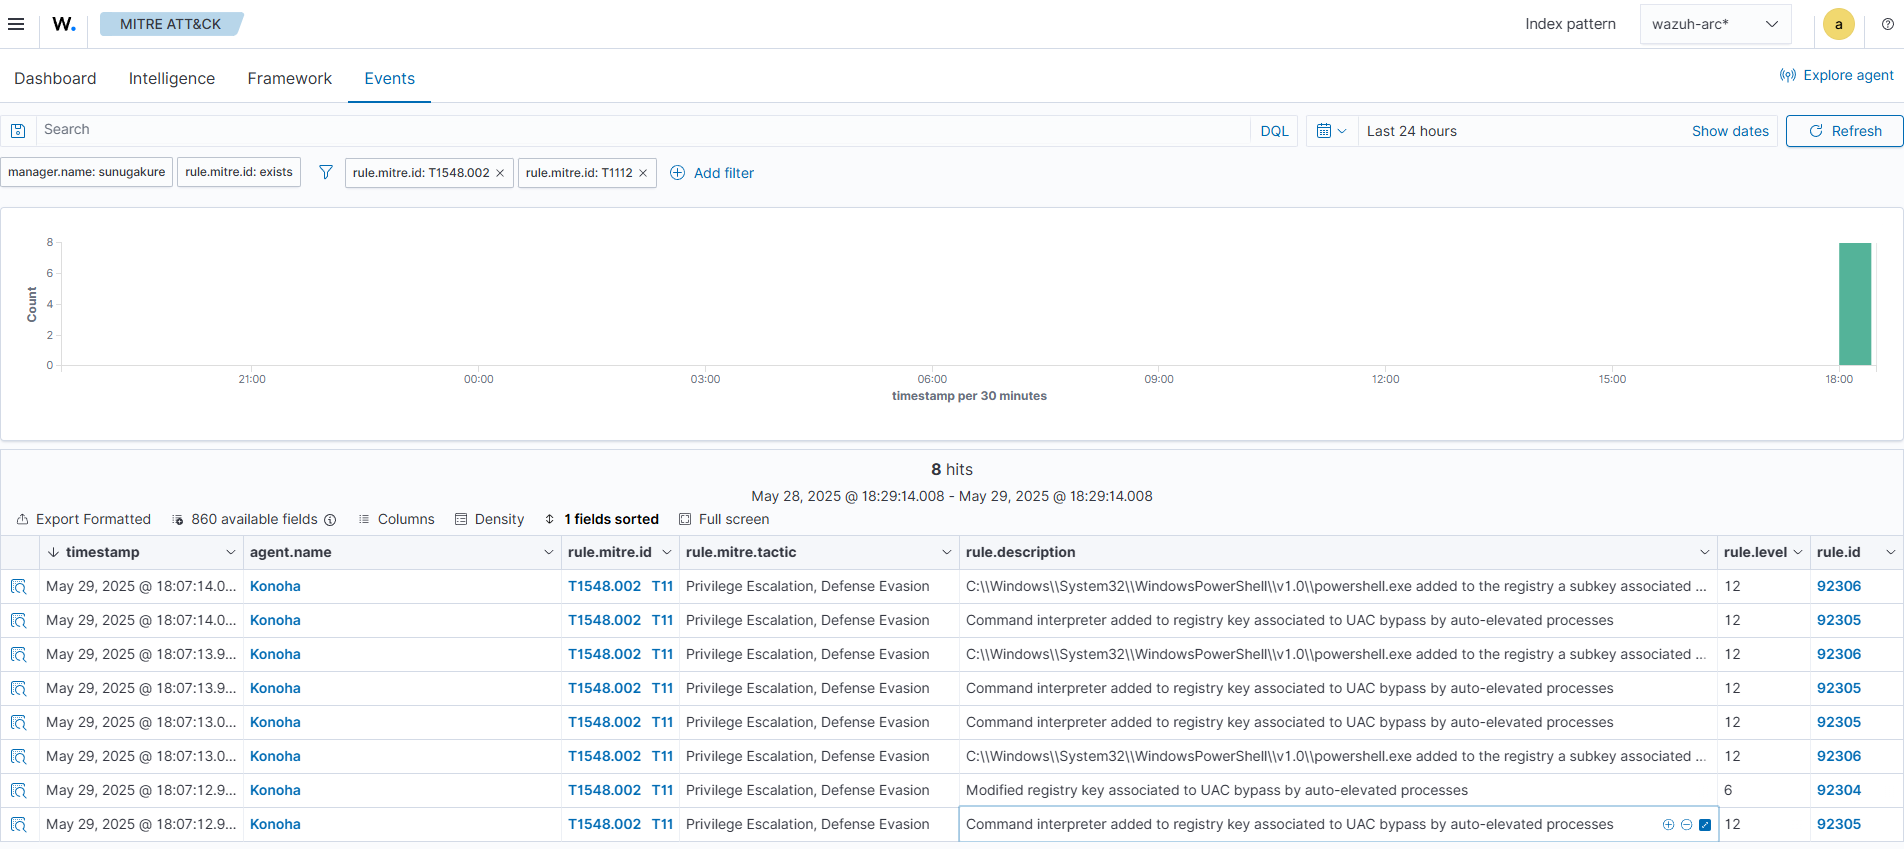 W. MITRE ATT&CK Index pattern wazuh-arc* a
Dashboard Intelligence Framework Events Explore agent
Search DQL Last 24 hours Show dates Refresh
manager.name: sunugakure rule.mitre.id: exists rule.mitre.id: T1548.002 × rule.mitre.id: T1112 × Add filter
8
6
4
2
0
Count
21:00 00:00 03:00 06:00 09:00 12:00 15:00 18:00
timestamp per 30 minutes
8 hits
May 28, 2025 @ 18:29:14.008 - May 29, 2025 @ 18:29:14.008
Export Formatted 860 available fields Columns Density 1 fields sorted Full screen
timestamp agent.name rule.mitre.id rule.mitre.tactic rule.description rule.level rule.id
May 29, 2025 @ 18:07:14.0... Konoha T1548.002 T11 Privilege Escalation, Defense Evasion C:\\Windows\\System32\\WindowsPowerShell\\v1.0\\powershell.exe added to the registry a subkey associated ... 12 92306
May 29, 2025 @ 18:07:14.0... Konoha T1548.002 T11 Privilege Escalation, Defense Evasion Command interpreter added to registry key associated to UAC bypass by auto-elevated processes 12 92305
May 29, 2025 @ 18:07:13.9... Konoha T1548.002 T11 Privilege Escalation, Defense Evasion C:\\Windows\\System32\\WindowsPowerShell\\v1.0\\powershell.exe added to the registry a subkey associated ... 12 92306
May 29, 2025 @ 18:07:13.9... Konoha T1548.002 T11 Privilege Escalation, Defense Evasion Command interpreter added to registry key associated to UAC bypass by auto-elevated processes 12 92305
May 29, 2025 @ 18:07:13.0... Konoha T1548.002 T11 Privilege Escalation, Defense Evasion Command interpreter added to registry key associated to UAC bypass by auto-elevated processes 12 92305
May 29, 2025 @ 18:07:13.0... Konoha T1548.002 T11 Privilege Escalation, Defense Evasion C:\\Windows\\System32\\WindowsPowerShell\\v1.0\\powershell.exe added to the registry a subkey associated ... 12 92306
May 29, 2025 @ 18:07:12.9... Konoha T1548.002 T11 Privilege Escalation, Defense Evasion Modified registry key associated to UAC bypass by auto-elevated processes 6 92304
May 29, 2025 @ 18:07:12.9... Konoha T1548.002 T11 Privilege Escalation, Defense Evasion Command interpreter added to registry key associated to UAC bypass by auto-elevated processes 12 92305